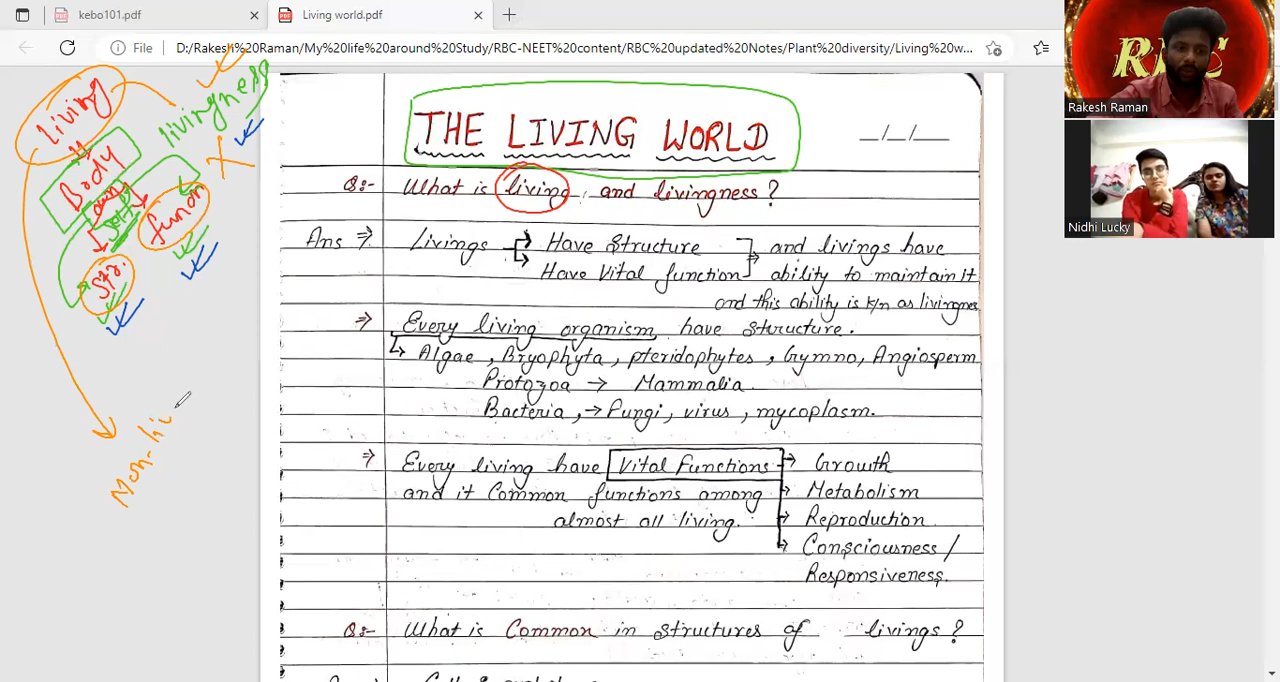 kebo101.pdf
Living world.pdf
File
D:/Rakesh%20Raman/My%20life%20around%20Study/RBC-NEET%20content/RBC%20updated%20Notes/Plant%20diversity/Living%20w...
RBC
Rakesh Raman
Nidhi Lucky
Living
livingness
Body
funcn
Str.
Non-li
THE LIVING WORLD
_/_/_
Q:- What is living, and livingness?
Ans ⇒ Livings → Have Structure and livings have
Have Vital function ability to maintain it
and this ability is k/n as livingnes
⇒ Every living organism, have structure.
↳ Algae, Bryophyta, pteridophytes, Gymno, Angiosperm
Protozoa → Mammalia.
Bacteria, → Fungi, virus, mycoplasm.
⇒ Every living have Vital Functions → Growth
and it Common functions among → Metabolism
almost all living. → Reproduction
→ Consciousness/
Responsiveness.
Q:- What is Common in structures of livings?